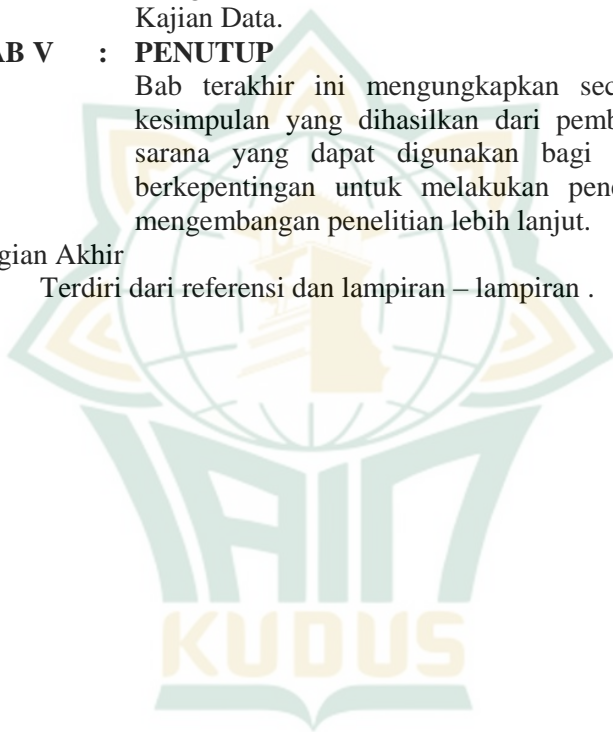 Kajian Data.
AB V : PENUTUP
Bab terakhir ini mengungkapkan sec
kesimpulan yang dihasilkan dari pemb
sarana yang dapat digunakan bagi
berkepentingan untuk melakukan pen
mengembangan penelitian lebih lanjut.
gian Akhir
Terdiri dari referensi dan lampiran – lampiran .
IAIN
KUDUS